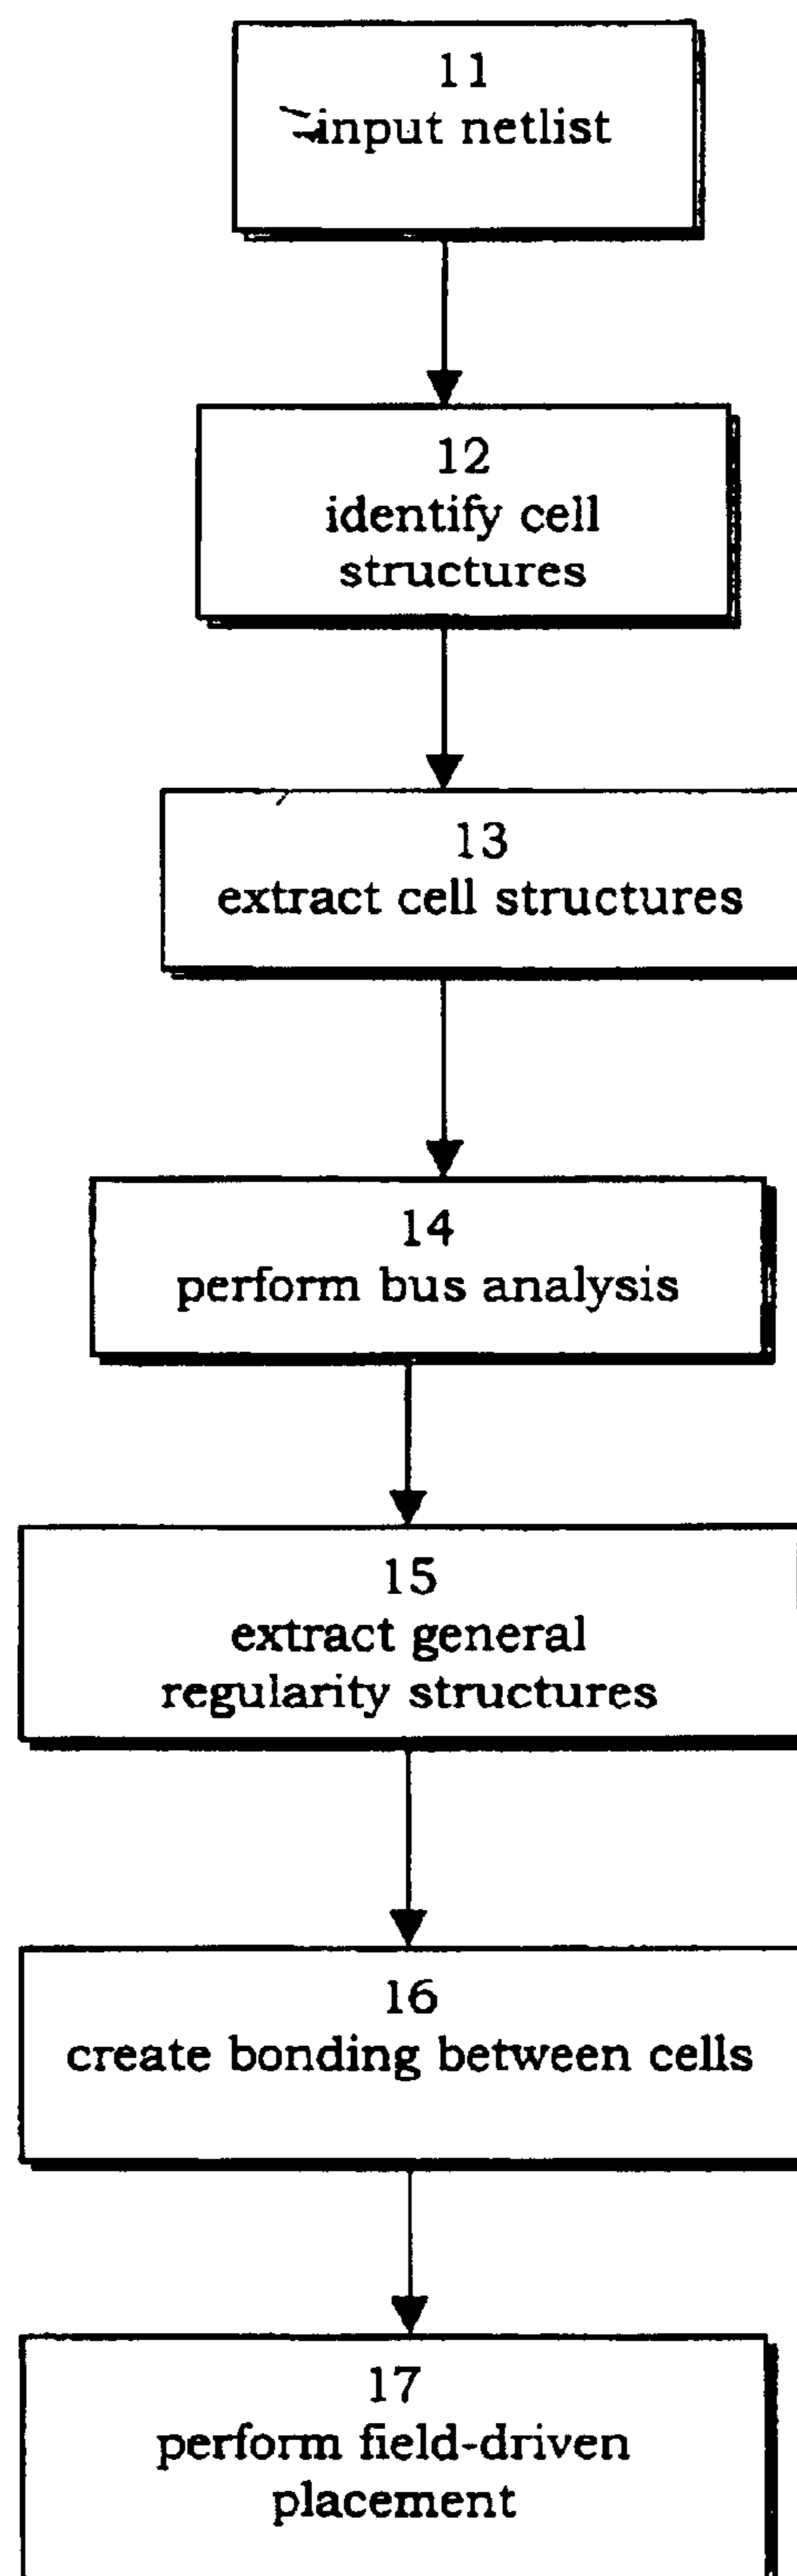 11
input netlist
12
identify cell
structures
13
extract cell structures
14
perform bus analysis
15
extract general
regularity structures
16
create bonding between cells
17
perform field-driven
placement